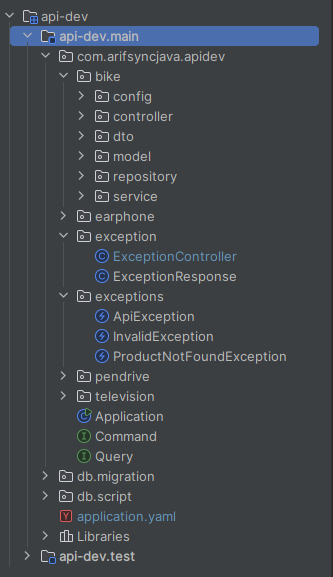 api-dev
api-dev.main
com.arifsyncjava.apidev
bike
config
controller
dto
model
repository
service
earphone
exception
ExceptionController
ExceptionResponse
exceptions
ApiException
InvalidException
ProductNotFoundException
pendrive
television
Application
Command
Query
db.migration
db.script
application.yaml
Libraries
api-dev.test